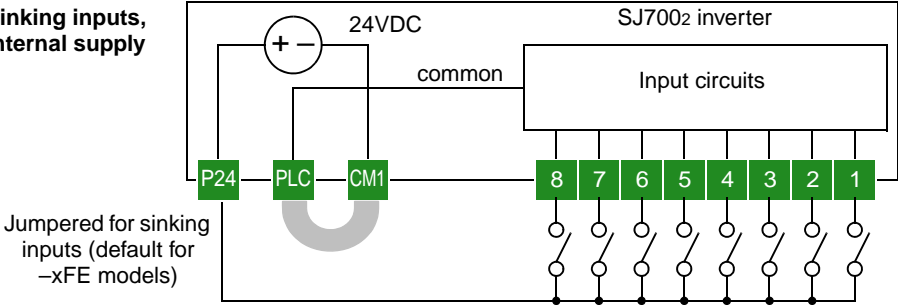 inking inputs,
nternal supply
24VDC
SJ7002 inverter
+ –
common
Input circuits
P24
PLC
CM1
8 7 6 5 4 3 2 1
Jumpered for sinking
inputs (default for
–xFE models)